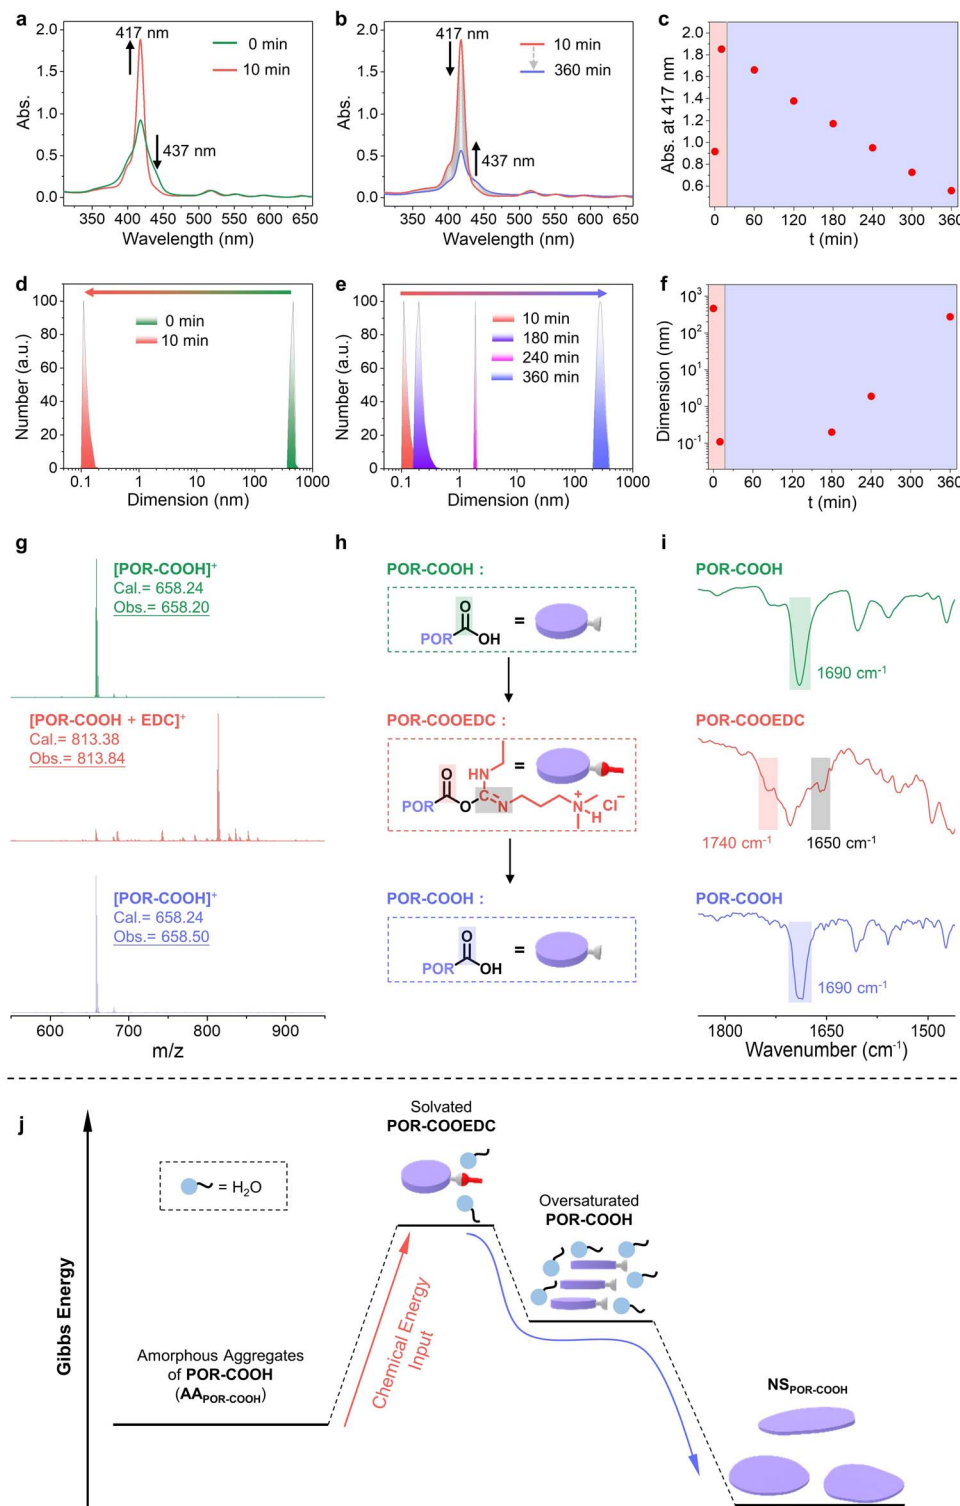 a
417 nm
0 min
10 min
437 nm
Abs.
2.0
1.5
1.0
0.5
0.0
350 400 450 500 550 600 650
Wavelength (nm)
b
417 nm
10 min
360 min
437 nm
Abs.
2.0
1.5
1.0
0.5
0.0
350 400 450 500 550 600 650
Wavelength (nm)
c
Abs. at 417 nm
2.0
1.8
1.6
1.4
1.2
1.0
0.8
0.6
0 60 120 180 240 300 360
t (min)
d
0 min
10 min
Number (a.u.)
100
80
60
40
20
0
0.1 1 10 100 1000
Dimension (nm)
e
10 min
180 min
240 min
360 min
Number (a.u.)
100
80
60
40
20
0
0.1 1 10 100 1000
Dimension (nm)
f
Dimension (nm)
10³
10²
10¹
10⁰
10⁻¹
0 60 120 180 240 300 360
t (min)
g
[POR-COOH]⁺
Cal.= 658.24
Obs.= 658.20
[POR-COOH + EDC]⁺
Cal.= 813.38
Obs.= 813.84
[POR-COOH]⁺
Cal.= 658.24
Obs.= 658.50
600 700 800 900
m/z
h
POR-COOH :
O
POR OH =
POR-COOEDC :
HN =
O
POR O C N N⁺ H Cl⁻
POR-COOH :
O
POR OH =
i
POR-COOH
1690 cm⁻¹
POR-COOEDC
1740 cm⁻¹ 1650 cm⁻¹
POR-COOH
1690 cm⁻¹
1800 1650 1500
Wavenumber (cm⁻¹)
j
Gibbs Energy
= H₂O
Amorphous Aggregates
of POR-COOH
(AA_POR-COOH)
Chemical Energy
Input
Solvated
POR-COOEDC
Oversaturated
POR-COOH
NS_POR-COOH